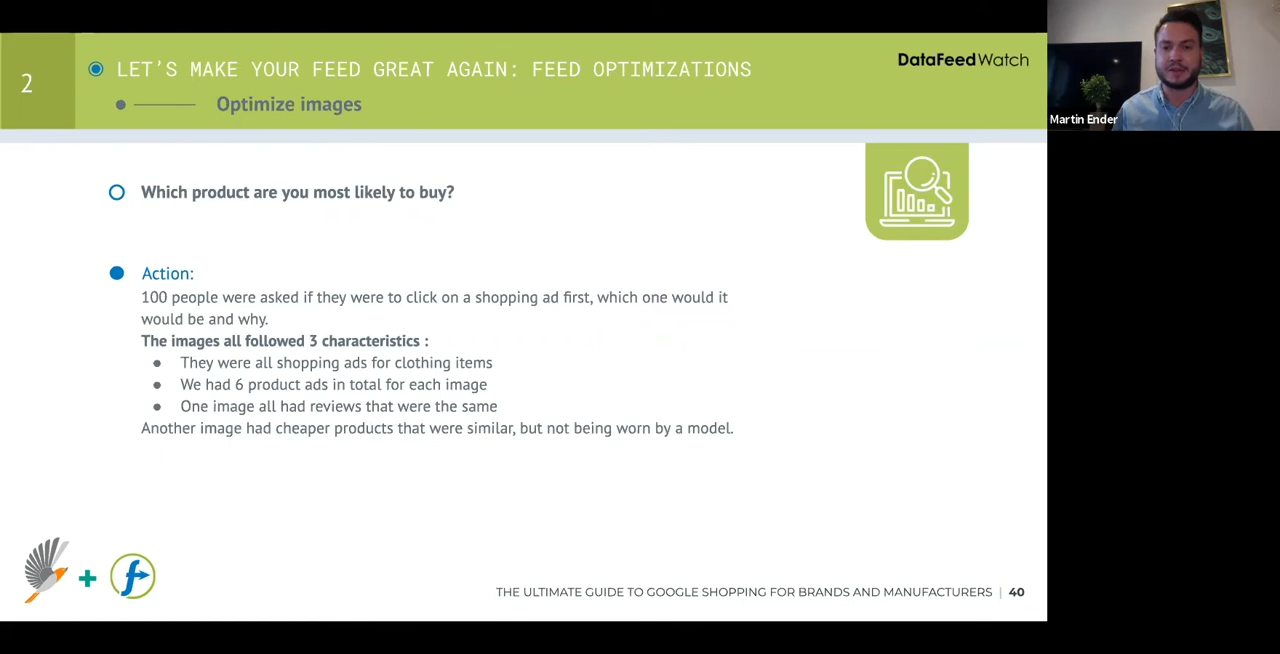 2
LET’S MAKE YOUR FEED GREAT AGAIN: FEED OPTIMIZATIONS
Optimize images
DataFeedWatch
Martin Ender
Which product are you most likely to buy?
Action:
100 people were asked if they were to click on a shopping ad first, which one would it
would be and why.
The images all followed 3 characteristics :
They were all shopping ads for clothing items
We had 6 product ads in total for each image
One image all had reviews that were the same
Another image had cheaper products that were similar, but not being worn by a model.
THE ULTIMATE GUIDE TO GOOGLE SHOPPING FOR BRANDS AND MANUFACTURERS | 40